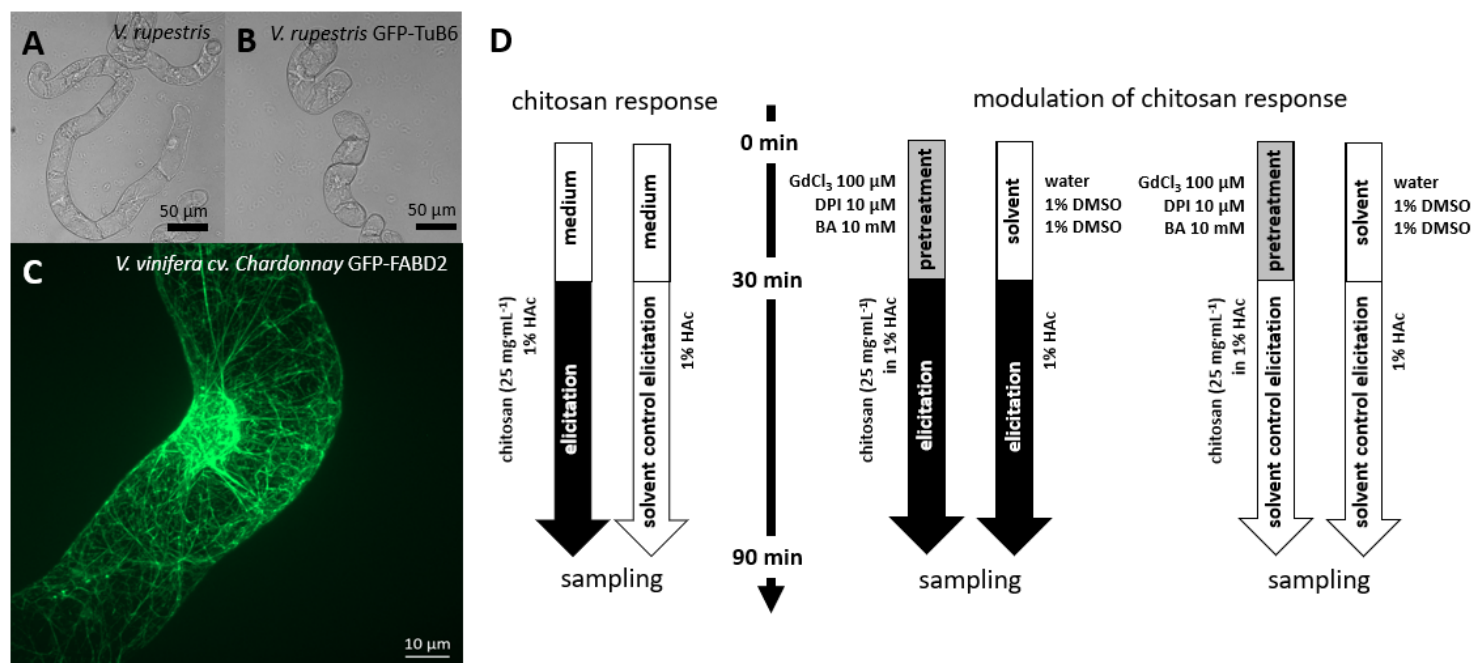 A
V. rupestris
B
V. rupestris GFP-TuB6
50 µm
50 µm
C
V. vinifera cv. Chardonnay GFP-FABD2
10 µm
D
chitosan response
modulation of chitosan response
0 min
30 min
90 min
medium
elicitation
chitosan (25 mg·mL⁻¹)
1% HAc
medium
solvent control elicitation
1% HAc
sampling
GdCl₃ 100 µM
DPI 10 µM
BA 10 mM
pretreatment
elicitation
chitosan (25 mg·mL⁻¹)
in 1% HAc
solvent
elicitation
water
1% DMSO
1% DMSO
1% HAc
sampling
GdCl₃ 100 µM
DPI 10 µM
BA 10 mM
pretreatment
solvent control elicitation
chitosan (25 mg·mL⁻¹)
in 1% HAc
solvent
solvent control elicitation
water
1% DMSO
1% DMSO
1% HAc
sampling